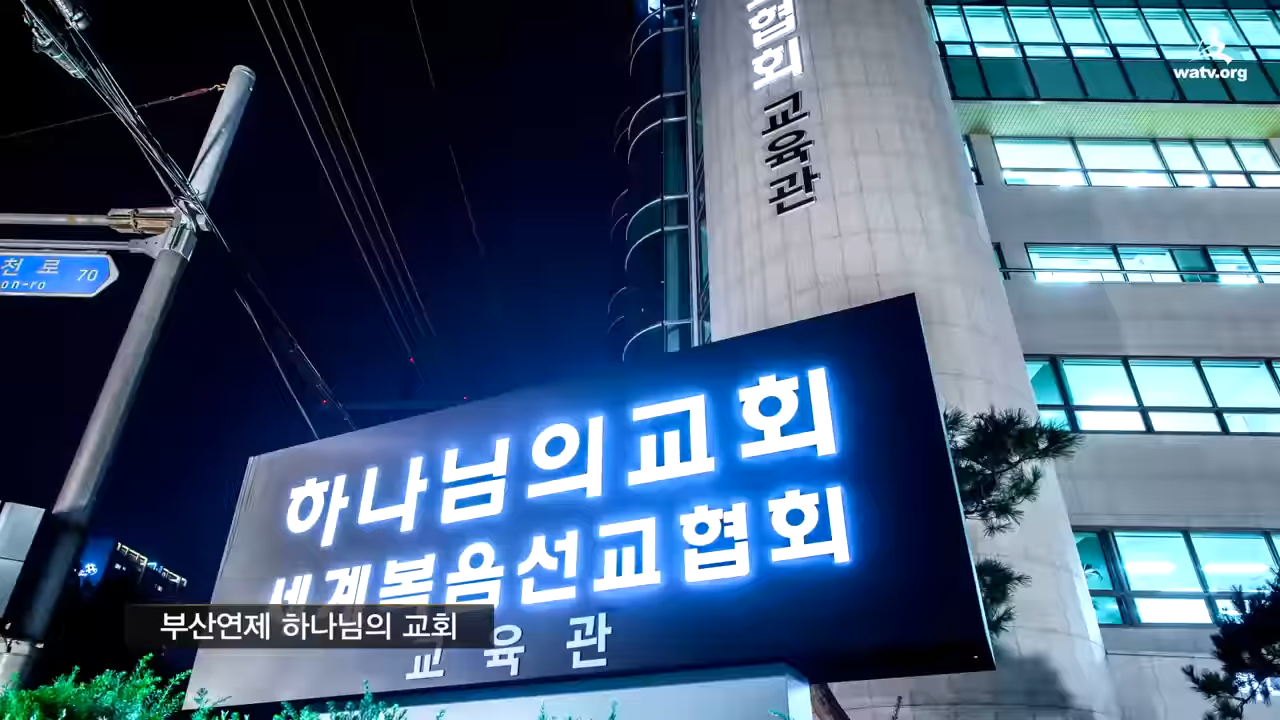 협회 교육관
watv.org
천로 70
on-ro
하나님의교회
세계복음선교협회
교육관
부산연제 하나님의 교회